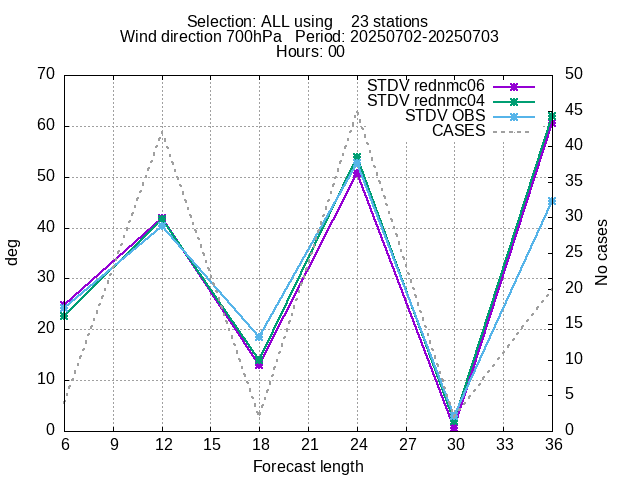 Selection: ALL using    23 stations
Wind direction 700hPa   Period: 20250702-20250703
Hours: 00
STDV rednmc06
STDV rednmc04
STDV OBS
CASES
deg
No cases
70
60
50
40
30
20
10
0
50
45
40
35
30
25
20
15
10
5
0
6 9 12 15 18 21 24 27 30 33 36
Forecast length